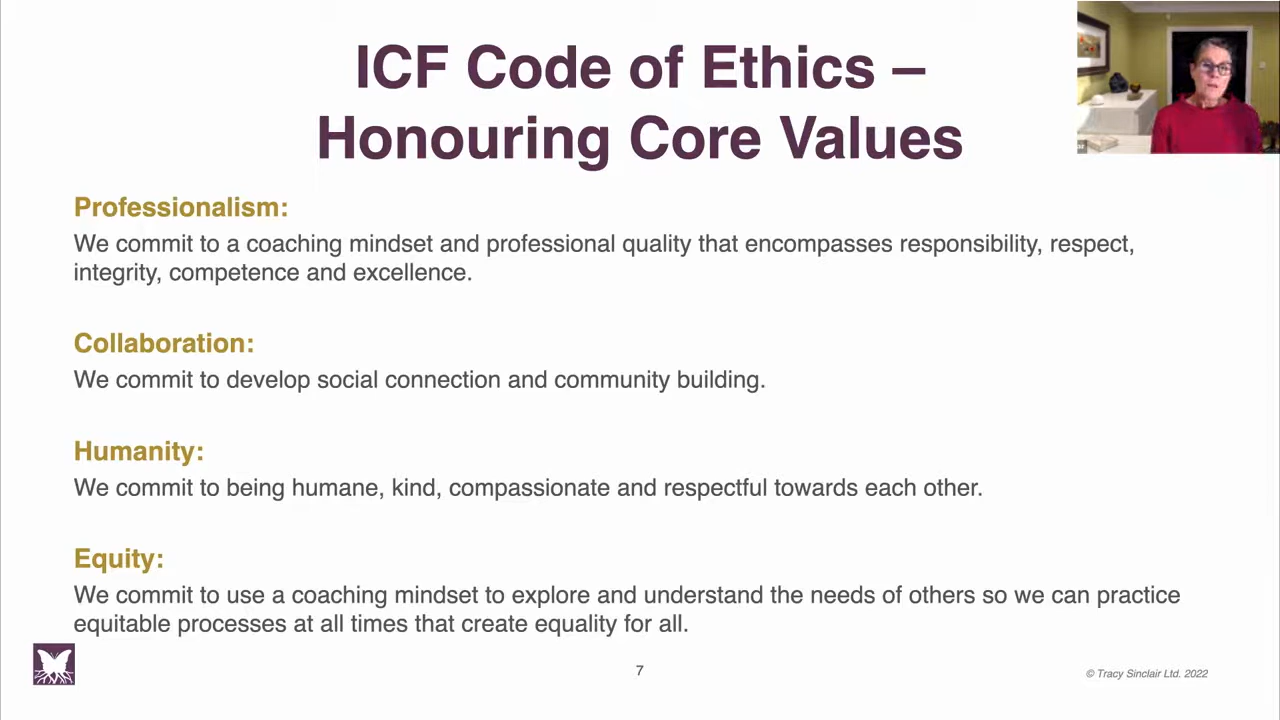 ICF Code of Ethics –
Honouring Core Values
Professionalism:
We commit to a coaching mindset and professional quality that encompasses responsibility, respect,
integrity, competence and excellence.
Collaboration:
We commit to develop social connection and community building.
Humanity:
We commit to being humane, kind, compassionate and respectful towards each other.
Equity:
We commit to use a coaching mindset to explore and understand the needs of others so we can practice
equitable processes at all times that create equality for all.
7
© Tracy Sinclair Ltd. 2022